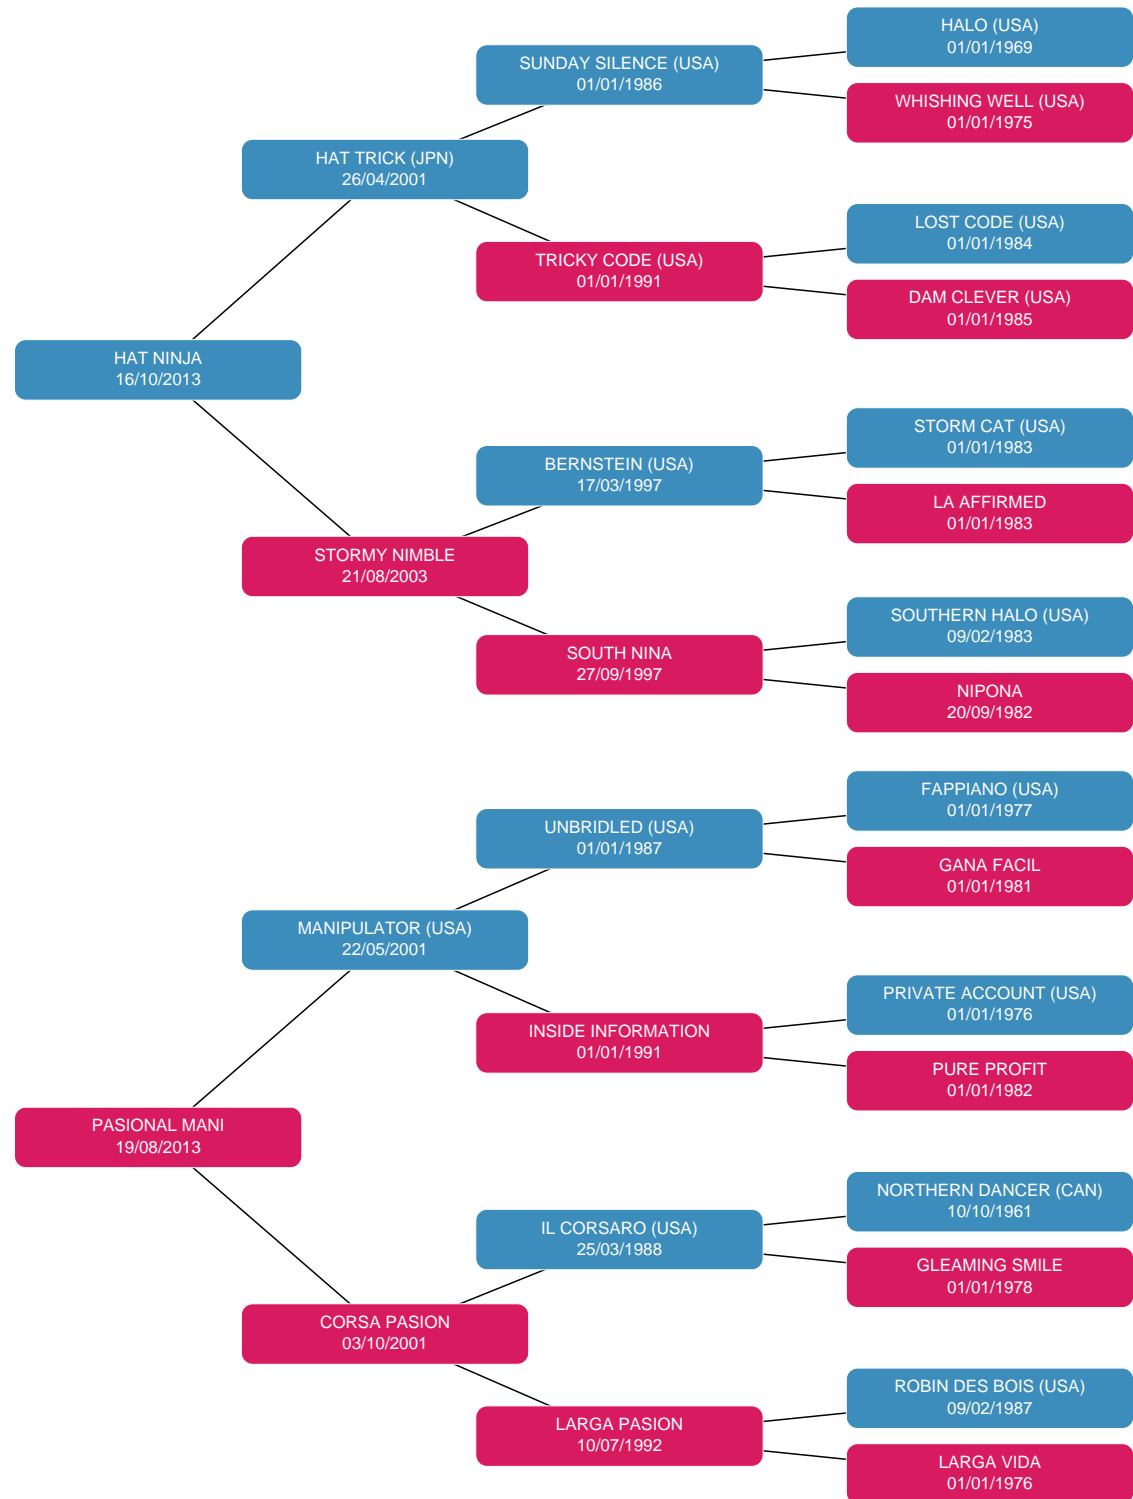 HALO (USA)
01/01/1969
SUNDAY SILENCE (USA)
01/01/1986
WHISHING WELL (USA)
01/01/1975
HAT TRICK (JPN)
26/04/2001
LOST CODE (USA)
01/01/1984
TRICKY CODE (USA)
01/01/1991
DAM CLEVER (USA)
01/01/1985
HAT NINJA
16/10/2013
STORM CAT (USA)
01/01/1983
BERNSTEIN (USA)
17/03/1997
LA AFFIRMED
01/01/1983
STORMY NIMBLE
21/08/2003
SOUTHERN HALO (USA)
09/02/1983
SOUTH NINA
27/09/1997
NIPONA
20/09/1982
FAPPIANO (USA)
01/01/1977
UNBRIDLED (USA)
01/01/1987
GANA FACIL
01/01/1981
MANIPULATOR (USA)
22/05/2001
PRIVATE ACCOUNT (USA)
01/01/1976
INSIDE INFORMATION
01/01/1991
PURE PROFIT
01/01/1982
PASIONAL MANI
19/08/2013
NORTHERN DANCER (CAN)
10/10/1961
IL CORSARO (USA)
25/03/1988
GLEAMING SMILE
01/01/1978
CORSA PASION
03/10/2001
ROBIN DES BOIS (USA)
09/02/1987
LARGA PASION
10/07/1992
LARGA VIDA
01/01/1976